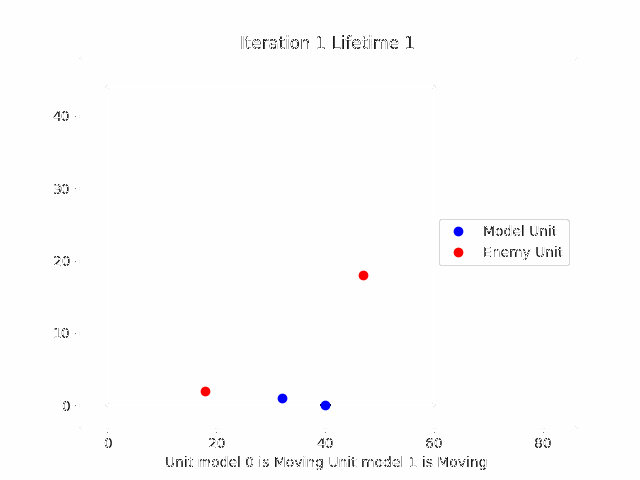 Iteration 1 Lifetime 1
40
30
20
10
0
Model Unit
Enemy Unit
0 20 40 60 80
Unit model 0 is Moving Unit model 1 is Moving